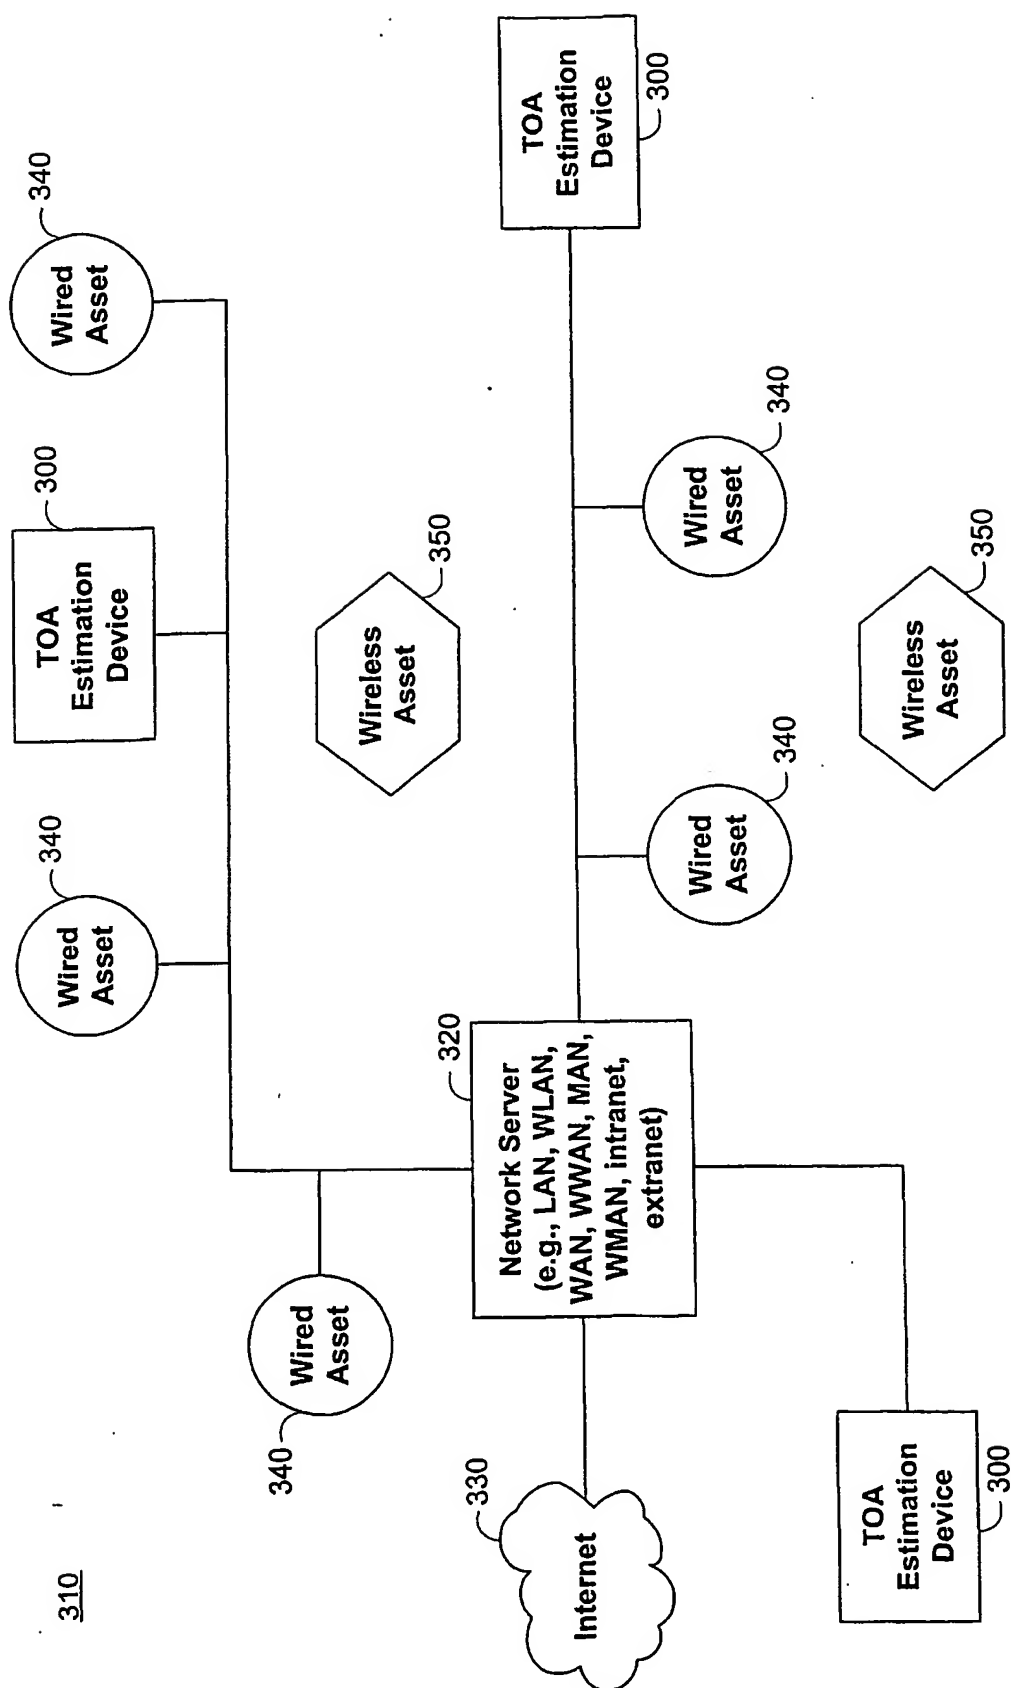 310
340
Wired
Asset
300
TOA
Estimation
Device
340
Wired
Asset
340
Wired
Asset
Wireless
Asset
350
330
Internet
320
Network Server
(e.g., LAN, WLAN,
WAN, WWAN, MAN,
WMAN, intranet,
extranet)
TOA
Estimation
Device
300
Wired
Asset
340
Wired
Asset
340
TOA
Estimation
Device
300
Wireless
Asset
350